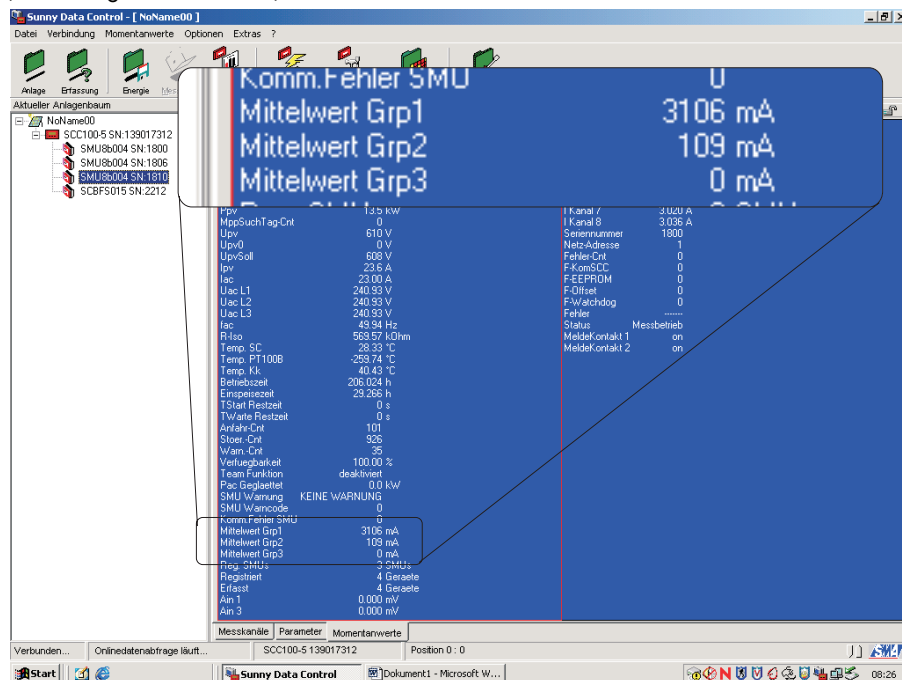 Sunny Data Control - [ NoName00 ]
Datei Verbindung Momentanwerte Optionen Extras ?
Anlage Erfassung Energie
Aktueller Anlagenbaum
NoName00
SCC100-5 SN:139017312
SMU8b004 SN:1800
SMU8b004 SN:1806
SMU8b004 SN:1810
SCBFS015 SN:2212
Komm.Fehler SMU 0
Mittelwert Grp1 3106 mA
Mittelwert Grp2 109 mA
Mittelwert Grp3 0 mA
Ppv 13.5 kW
MppSuchTag-Cnt 0
Upv 610 V
Upv0 0 V
UpvSoll 608 V
Ipv 23.6 A
Iac 23.00 A
Uac L1 240.93 V
Uac L2 240.93 V
Uac L3 240.93 V
fac 49.94 Hz
R-Iso 569.57 kOhm
Temp. SC 28.33 °C
Temp. PT100B -259.74 °C
Temp. Kk 40.43 °C
Betriebszeit 206.024 h
Einspeisezeit 29.266 h
TStart Restzeit 0 s
TWarte Restzeit 0 s
Anfahr-Cnt 101
Stoer.-Cnt 926
Warn.-Cnt 35
Verfuegbarkeit 100.00 %
Team Funktion deaktiviert
Pac Geglaettet 0.0 kW
SMU Warnung KEINE WARNUNG
SMU Warncode 0
Komm.Fehler SMU 0
Mittelwert Grp1 3106 mA
Mittelwert Grp2 109 mA
Mittelwert Grp3 0 mA
Reg. SMUs 3 SMUs
Registriert 4 Geraete
Erfasst 4 Geraete
Ain 1 0.000 mV
Ain 3 0.000 mV
I Kanal 7 3.020 A
I Kanal 8 3.036 A
Seriennummer 1800
Netz-Adresse 1
Fehler-Cnt 0
F-KomSCC 0
F-EEPROM 0
F-Offset 0
F-Watchdog 0
Fehler -------
Status Messbetrieb
MeldeKontakt 1 on
MeldeKontakt 2 on
Messkanäle Parameter Momentanwerte
Verbunden... Onlinedatenabfrage läuft... SCC100-5 139017312 Position 0 : 0
Start Sunny Data Control Dokument1 - Microsoft W... 08:26